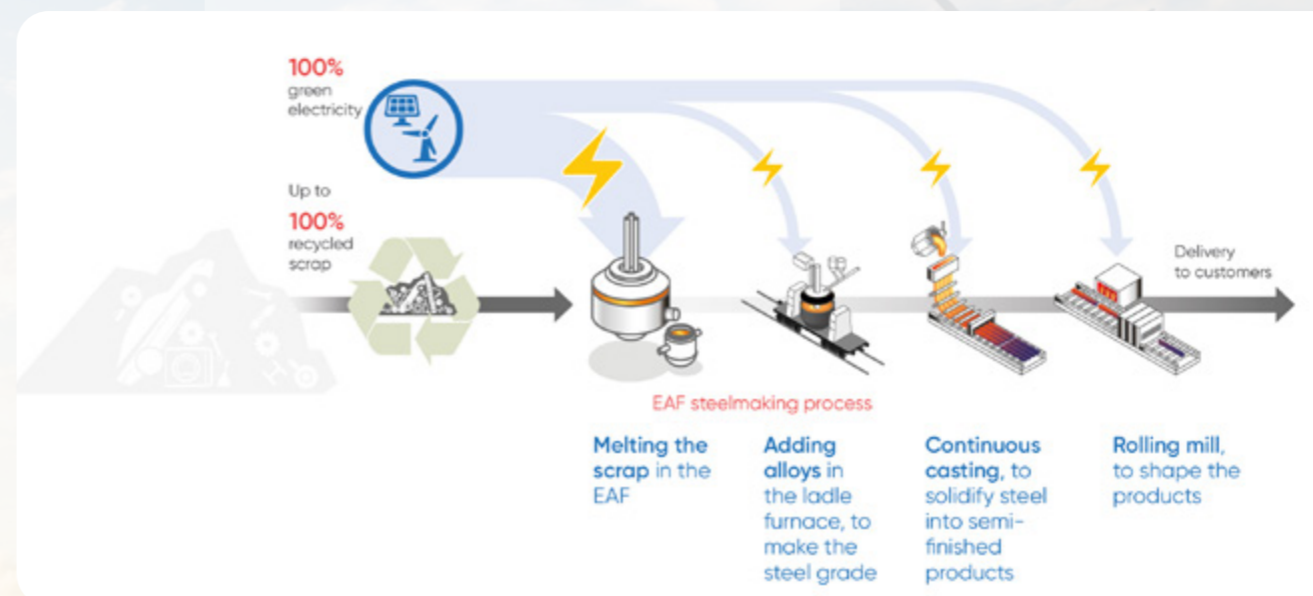 100%
green
electricity
Up to
100%
recycled
scrap
Delivery
to customers
EAF steelmaking process
Melting the
scrap in the
EAF
Adding
alloys in
the ladle
furnace, to
make the
steel grade
Continuous
casting, to
solidify steel
into semi-
finished
products
Rolling mill,
to shape the
products